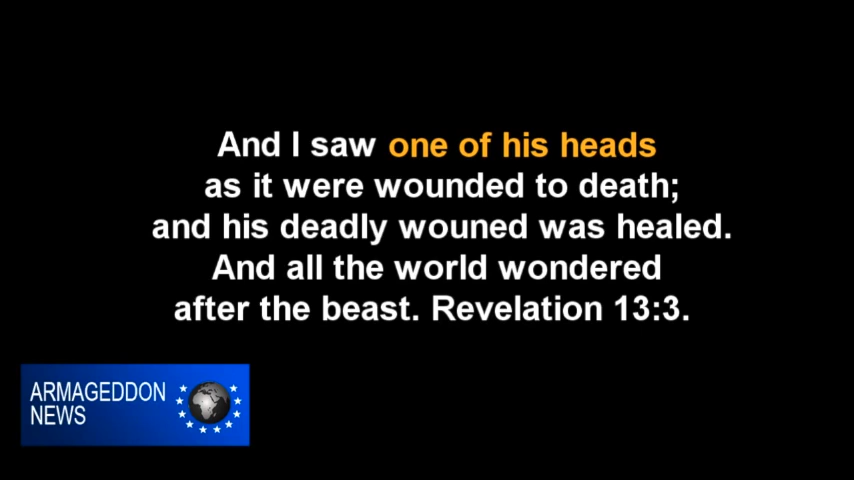 And I saw one of his heads
as it were wounded to death;
and his deadly wouned was healed.
And all the world wondered
after the beast. Revelation 13:3.
ARMAGEDDON
NEWS